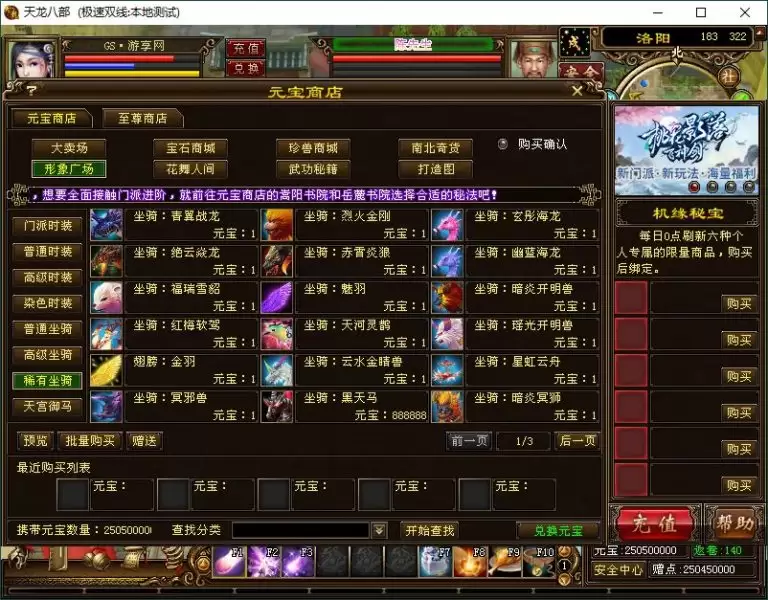 天龙八部 (极速双线:本地测试)
GS·游享网
充值
兑换
陈先生
安全
洛阳 183 322
北
社
?
元宝商店
元宝商店 至尊商店
大卖场 宝石商城 珍兽商城 南北奇货 购买确认
形象广场 花舞人间 武功秘籍 打造图
,想要全面接触门派进阶,就前往元宝商店的嵩阳书院和岳麓书院选择合适的秘法吧!
门派时装
普通时装
高级时装
染色时装
普通坐骑
高级坐骑
稀有坐骑
天宫御马
坐骑:青翼战龙 坐骑:烈火金刚 坐骑:玄彤海龙
元宝:1 元宝:1 元宝:1
坐骑:绝云焱龙 坐骑:赤霄炎狼 坐骑:幽蓝海龙
元宝:1 元宝:1 元宝:1
坐骑:福瑞雪貂 坐骑:魅羽 坐骑:暗炎开明兽
元宝:1 元宝:1 元宝:1
坐骑:红梅软驾 坐骑:天河灵鹊 坐骑:瑶光开明兽
元宝:1 元宝:1 元宝:1
翅膀:金羽 坐骑:云水金睛兽 坐骑:星虹云舟
元宝:1 元宝:1 元宝:1
坐骑:冥邪兽 坐骑:黑天马 坐骑:暗炎冥狮
元宝:1 元宝:888888 元宝:1
预览 批量购买 赠送 前一页 1/3 后一页
最近购买列表
元宝: 元宝: 元宝: 元宝: 元宝:
携带元宝数量:25050000 查找分类 开始查找 兑换元宝
新门派·新玩法·海量福利
机缘秘宝
每日0点刷新六种个
人专属的限量商品,购买
后绑定。
购买
购买
购买
购买
购买
购买
充值 帮助
元宝:250500000 返卷:140
安全中心 赠点:250450000
F1 F2 F3 F7 F8 F9 F10
1